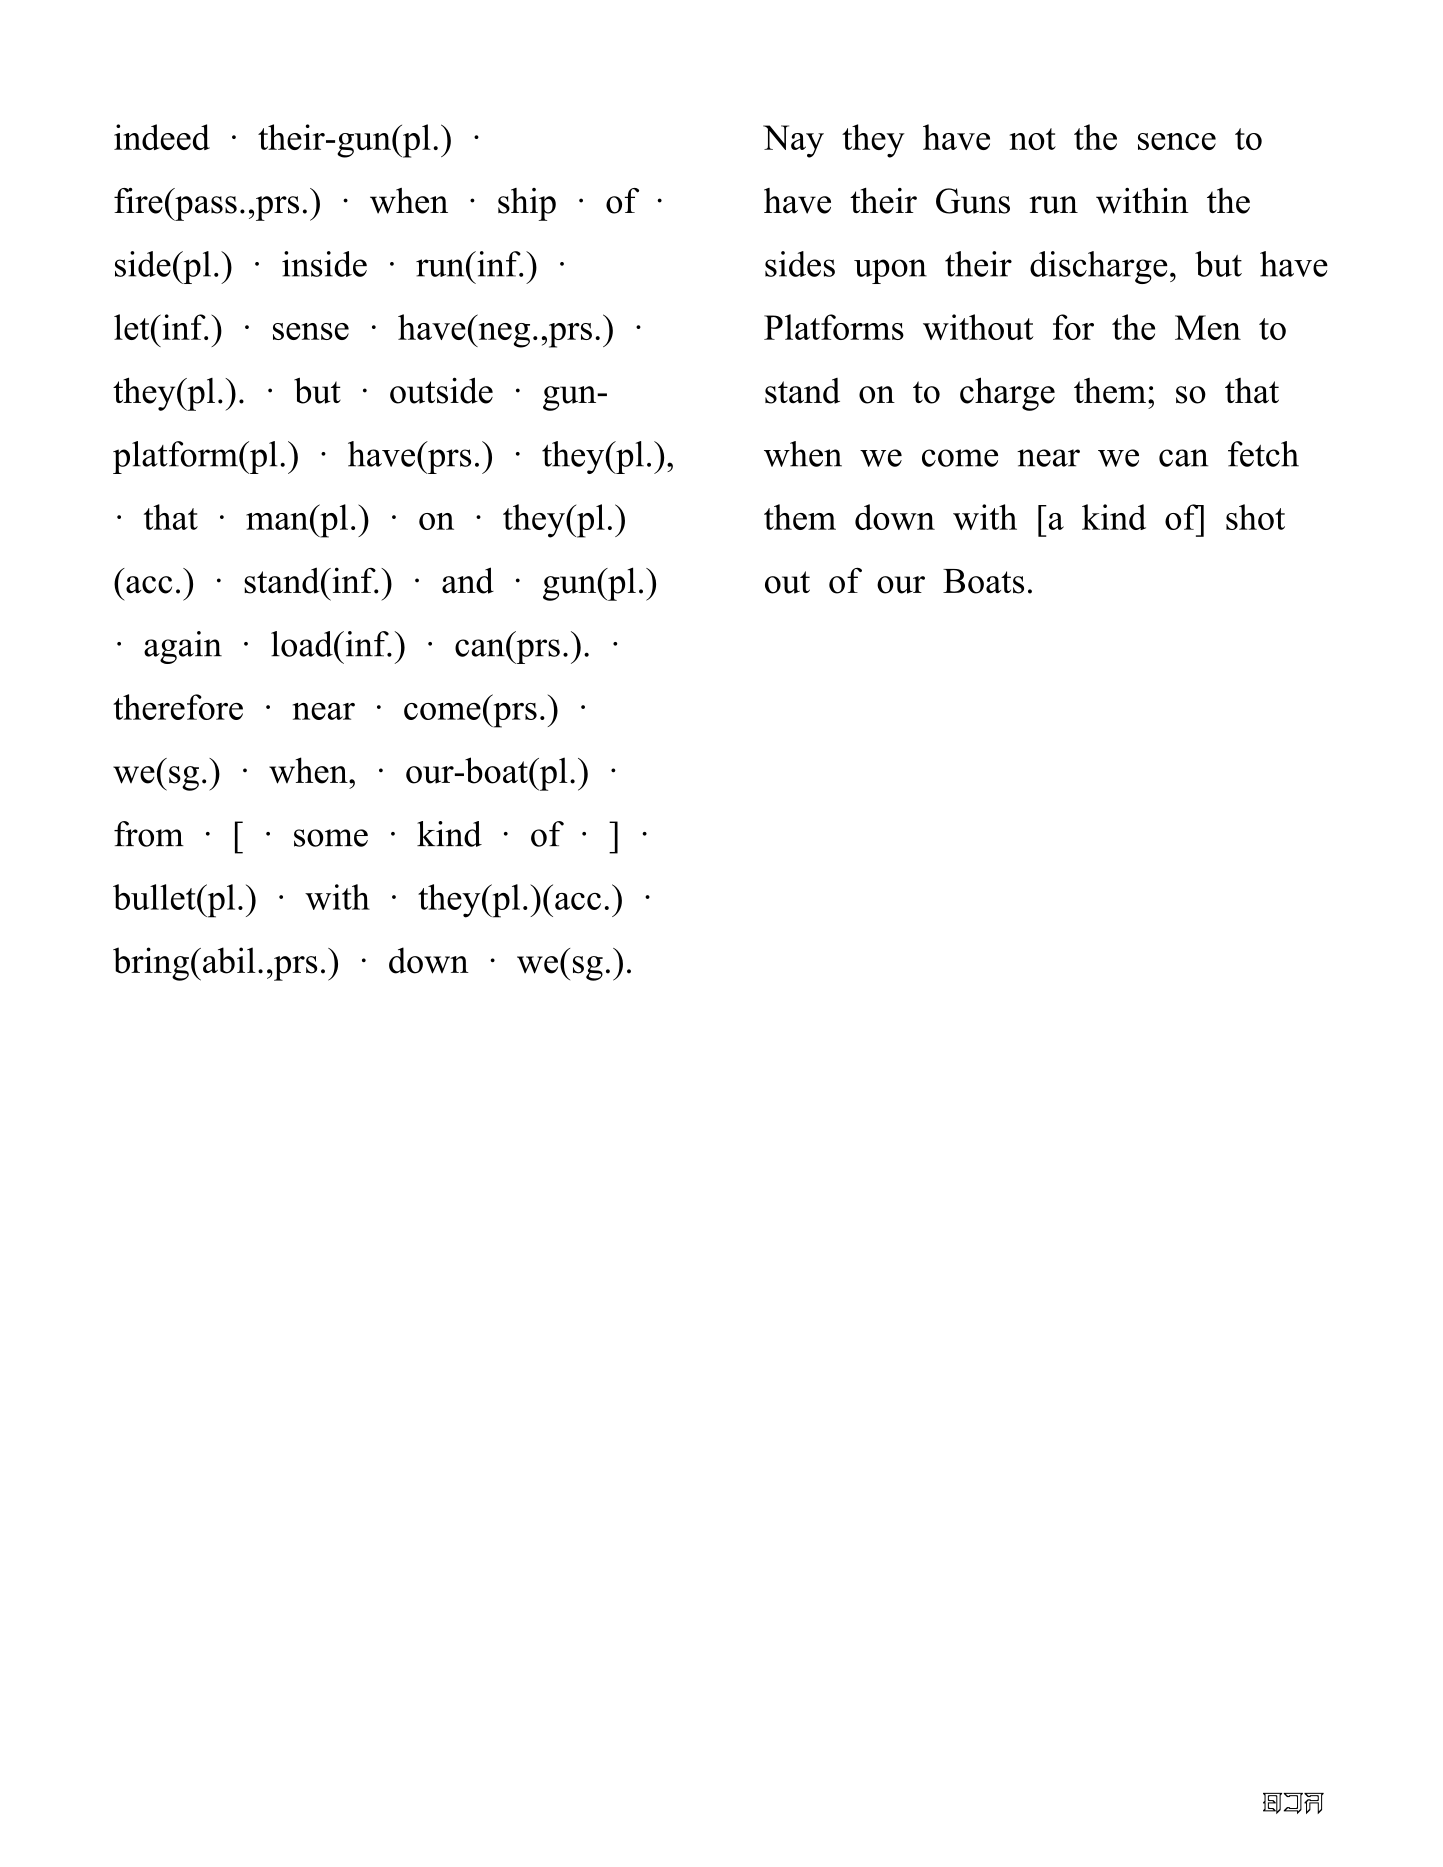 indeed · their-gun(pl.) ·
fire(pass.,prs.) · when · ship · of ·
side(pl.) · inside · run(inf.) ·
let(inf.) · sense · have(neg.,prs.) ·
they(pl.). · but · outside · gun-
platform(pl.) · have(prs.) · they(pl.),
· that · man(pl.) · on · they(pl.)
(acc.) · stand(inf.) · and · gun(pl.)
· again · load(inf.) · can(prs.). ·
therefore · near · come(prs.) ·
we(sg.) · when, · our-boat(pl.) ·
from · [ · some · kind · of · ] ·
bullet(pl.) · with · they(pl.)(acc.) ·
bring(abil.,prs.) · down · we(sg.).
Nay they have not the sence to
have their Guns run within the
sides upon their discharge, but have
Platforms without for the Men to
stand on to charge them; so that
when we come near we can fetch
them down with [a kind of] shot
out of our Boats.